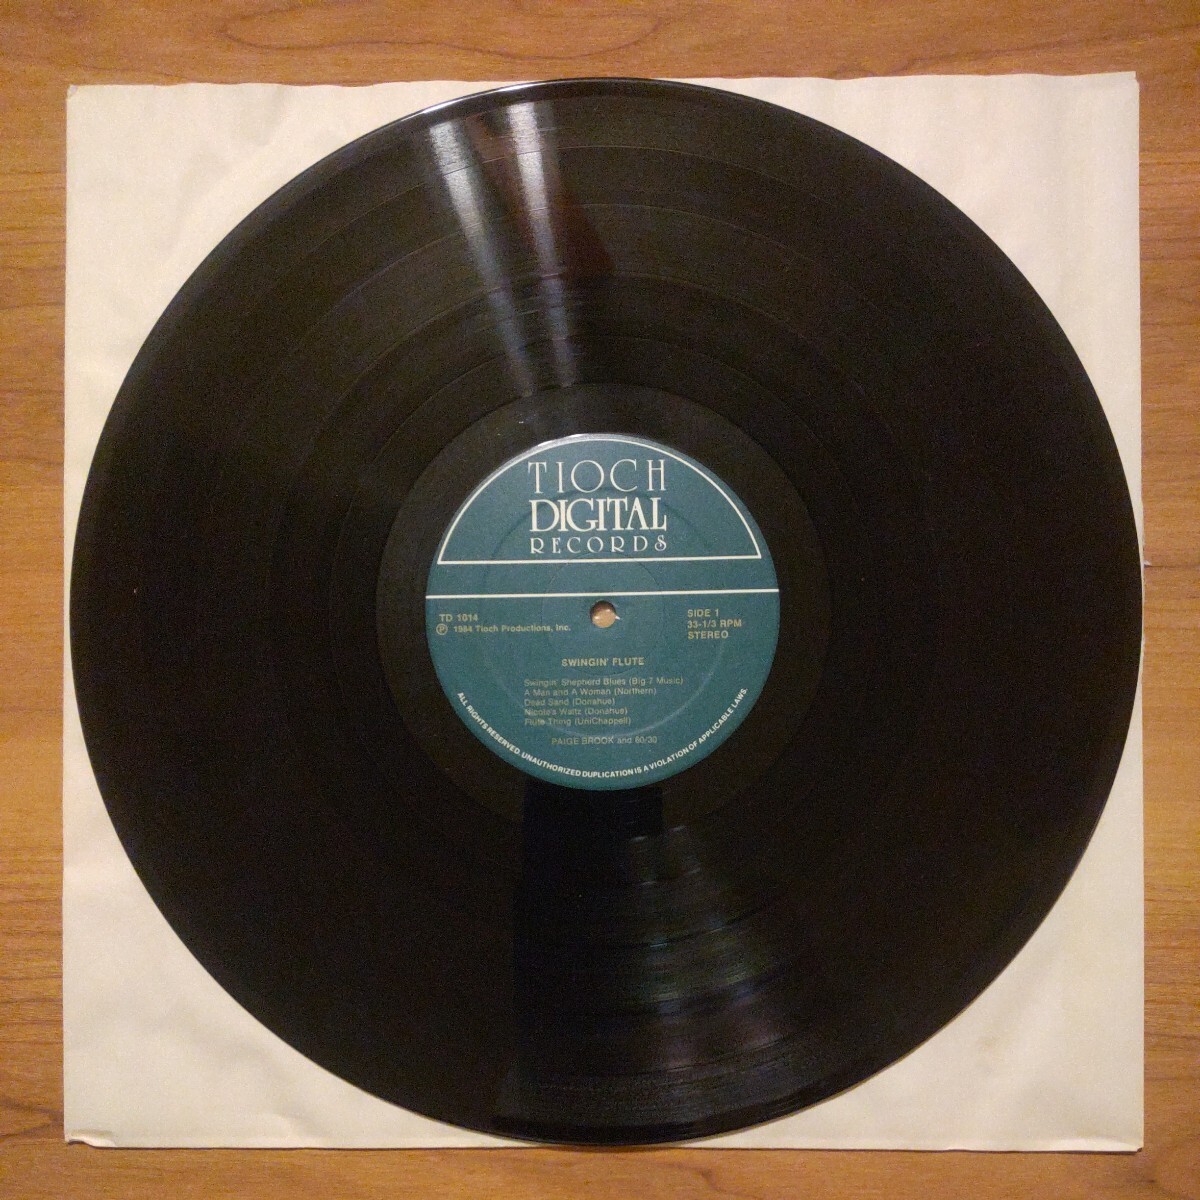 TIOCH
DIGITAL
RECORDS
TD 1014
Ⓟ 1984 Tioch Productions, Inc.
SIDE 1
33-1/3 RPM
STEREO
SWINGIN' FLUTE
Swingin' Shepherd Blues (Big 7 Music)
A Man and A Woman (Northern)
Dead Sand (Donahue)
Nicole's Waltz (Donahue)
Flute Thing (UniChappell)
PAIGE BROOK and 60/30
ALL RIGHTS RESERVED. UNAUTHORIZED DUPLICATION IS A VIOLATION OF APPLICABLE LAWS.